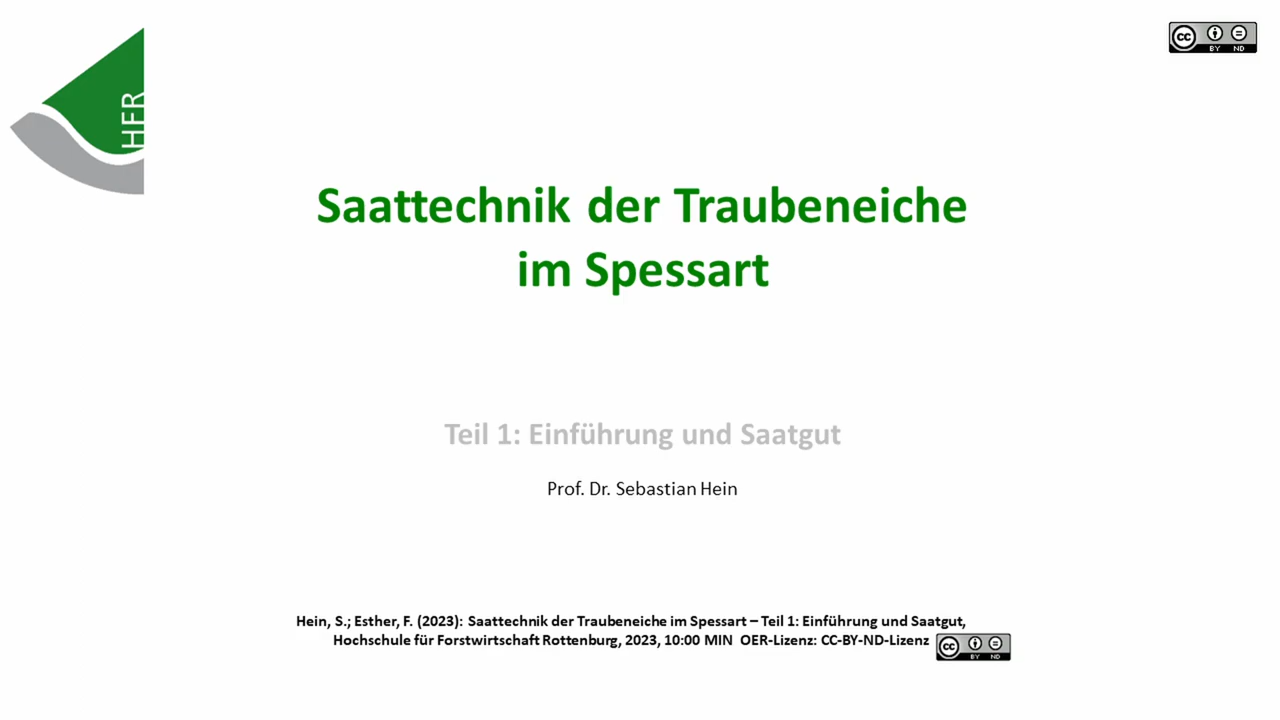 HFR
cc BY ND
Saattechnik der Traubeneiche
im Spessart
Teil 1: Einführung und Saatgut
Prof. Dr. Sebastian Hein
Hein, S.; Esther, F. (2023): Saattechnik der Traubeneiche im Spessart – Teil 1: Einführung und Saatgut,
Hochschule für Forstwirtschaft Rottenburg, 2023, 10:00 MIN OER-Lizenz: CC-BY-ND-Lizenz
cc BY ND